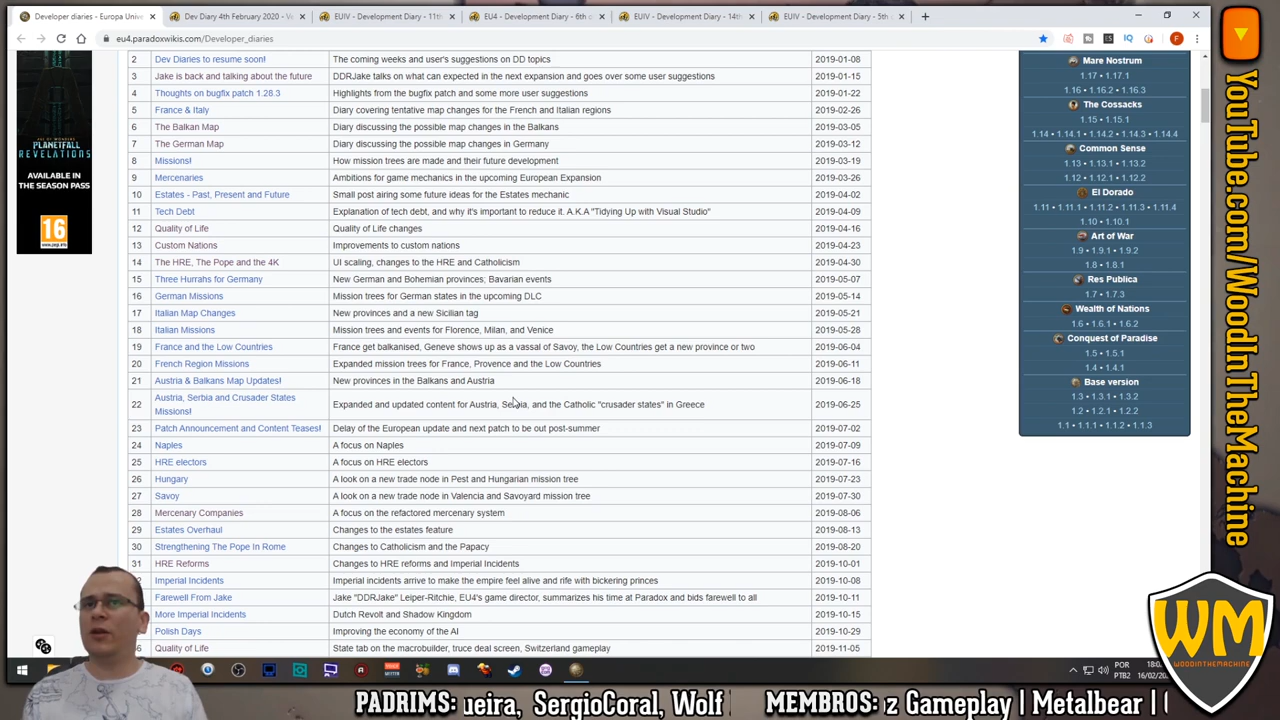 Developer diaries - Europa Unive
Dev Diary 4th February 2020 - V
EUIV - Development Diary - 11th
EU4 - Development Diary - 6th o
EUIV - Development Diary - 14th
EUIV - Development Diary - 5th
eu4.paradoxwikis.com/Developer_diaries
PLANETFALL
REVELATIONS
AVAILABLE IN
THE SEASON PASS
16
www.pegi.info
2 Dev Diaries to resume soon! The coming weeks and user's suggestions on DD topics 2019-01-08
3 Jake is back and talking about the future DDRJake talks on what can expected in the next expansion and goes over some user suggestions 2019-01-15
4 Thoughts on bugfix patch 1.28.3 Highlights from the bugfix patch and some more user suggestions 2019-01-22
5 France & Italy Diary covering tentative map changes for the French and Italian regions 2019-02-26
6 The Balkan Map Diary discussing the possible map changes in the Balkans 2019-03-05
7 The German Map Diary discussing the possible map changes in Germany 2019-03-12
8 Missions! How mission trees are made and their future development 2019-03-19
9 Mercenaries Ambitions for game mechanics in the upcoming European Expansion 2019-03-26
10 Estates - Past, Present and Future Small post airing some future ideas for the Estates mechanic 2019-04-02
11 Tech Debt Explanation of tech debt, and why it's important to reduce it. A.K.A "Tidying Up with Visual Studio" 2019-04-09
12 Quality of Life Quality of Life changes 2019-04-16
13 Custom Nations Improvements to custom nations 2019-04-23
14 The HRE, The Pope and the 4K UI scaling, changes to the HRE and Catholicism 2019-04-30
15 Three Hurrahs for Germany New German and Bohemian provinces; Bavarian events 2019-05-07
16 German Missions Mission trees for German states in the upcoming DLC 2019-05-14
17 Italian Map Changes New provinces and a new Sicilian tag 2019-05-21
18 Italian Missions Mission trees and events for Florence, Milan, and Venice 2019-05-28
19 France and the Low Countries France get balkanised, Geneve shows up as a vassal of Savoy, the Low Countries get a new province or two 2019-06-04
20 French Region Missions Expanded mission trees for France, Provence and the Low Countries 2019-06-11
21 Austria & Balkans Map Updates! New provinces in the Balkans and Austria 2019-06-18
22 Austria, Serbia and Crusader States
Missions! Expanded and updated content for Austria, Serbia, and the Catholic "crusader states" in Greece 2019-06-25
23 Patch Announcement and Content Teases! Delay of the European update and next patch to be out post-summer 2019-07-02
24 Naples A focus on Naples 2019-07-09
25 HRE electors A focus on HRE electors 2019-07-16
26 Hungary A look on a new trade node in Pest and Hungarian mission tree 2019-07-23
27 Savoy A look on a new trade node in Valencia and Savoyard mission tree 2019-07-30
28 Mercenary Companies A focus on the refactored mercenary system 2019-08-06
29 Estates Overhaul Changes to the estates feature 2019-08-13
30 Strengthening The Pope In Rome Changes to Catholicism and the Papacy 2019-08-20
31 HRE Reforms Changes to HRE reforms and Imperial Incidents 2019-10-01
Imperial Incidents Imperial incidents arrive to make the empire feel alive and rife with bickering princes 2019-10-08
Farewell From Jake Jake "DDRJake" Leiper-Ritchie, EU4's game director, summarizes his time at Paradox and bids farewell to all 2019-10-11
More Imperial Incidents Dutch Revolt and Shadow Kingdom 2019-10-15
Polish Days Improving the economy of the AI 2019-10-29
Quality of Life State tab on the macrobuilder, truce deal screen, Switzerland gameplay 2019-11-05
Mare Nostrum
1.17 • 1.17.1
1.16 • 1.16.2 • 1.16.3
The Cossacks
1.15 • 1.15.1
1.14 • 1.14.1 • 1.14.2 • 1.14.3 • 1.14.4
Common Sense
1.13 • 1.13.1 • 1.13.2
1.12 • 1.12.1 • 1.12.2
El Dorado
1.11 • 1.11.1 • 1.11.2 • 1.11.3 • 1.11.4
1.10 • 1.10.1
Art of War
1.9 • 1.9.1 • 1.9.2
1.8 • 1.8.1
Res Publica
1.7 • 1.7.3
Wealth of Nations
1.6 • 1.6.1 • 1.6.2
Conquest of Paradise
1.5 • 1.5.1
1.4 • 1.4.1
Base version
1.3 • 1.3.1 • 1.3.2
1.2 • 1.2.1 • 1.2.2
1.1 • 1.1.1 • 1.1.2 • 1.1.3
YouTube.com/WoodInTheMachine
WM
WOODINTHEMACHINE
POR
PTB2
18:0
16/02/20
PADRIMS: ueira, SergioCoral, Wolf
MEMBROS: z Gameplay | Metalbear |